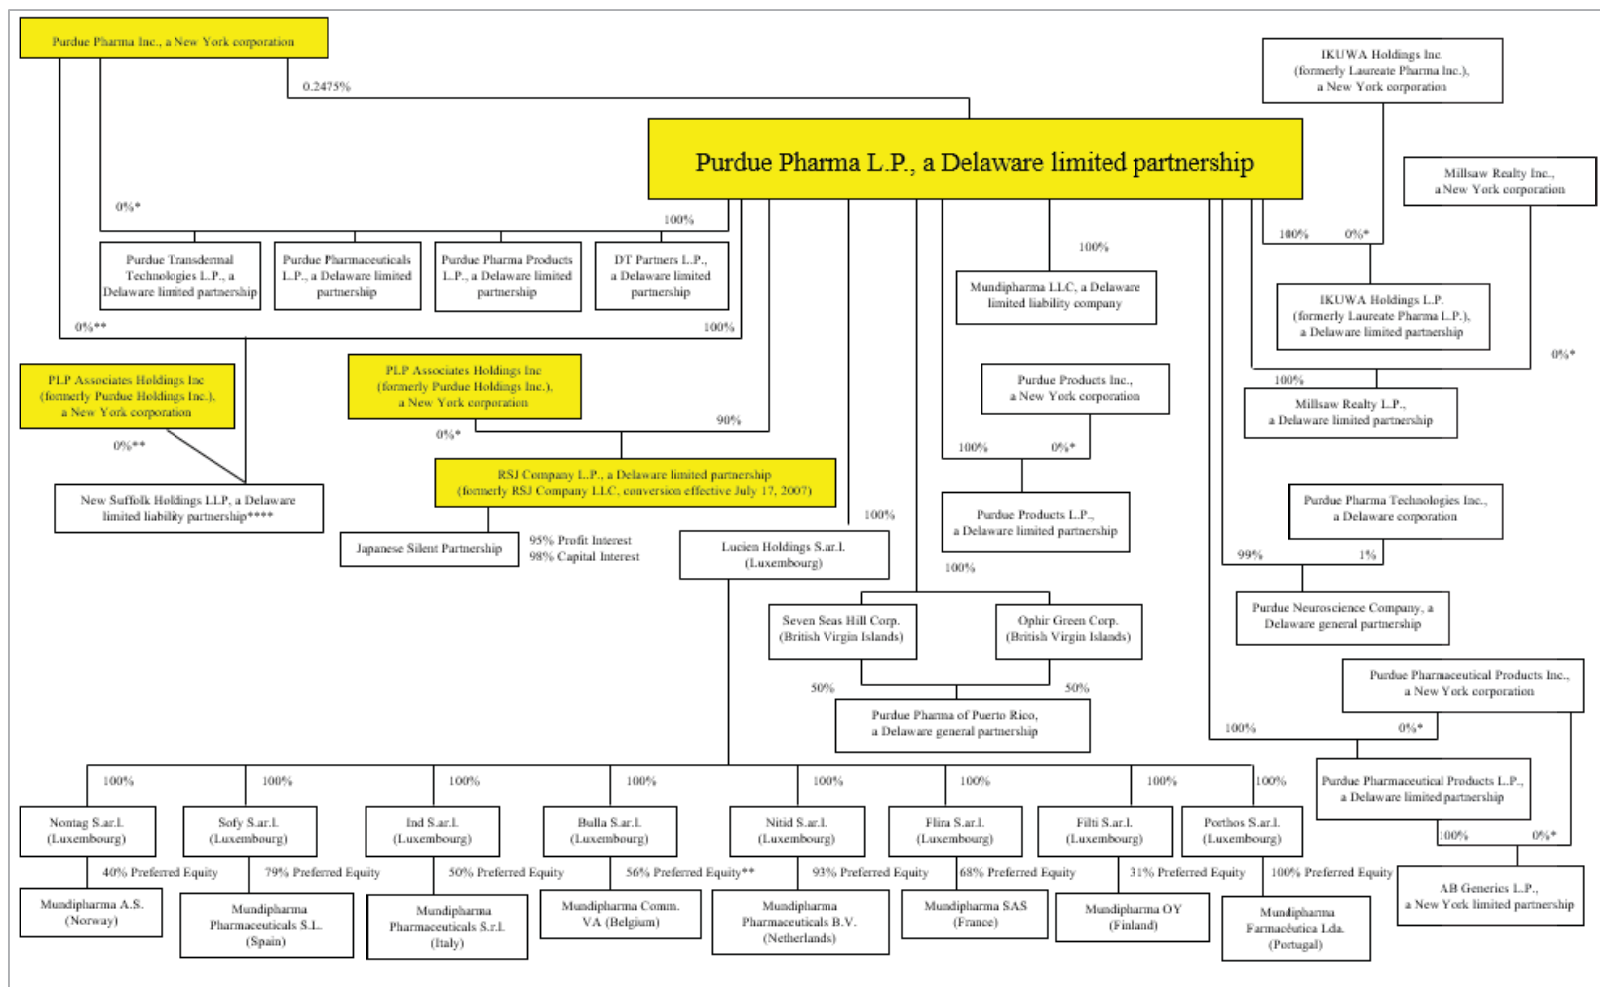 Purdue Pharma Inc., a New York corporation
0.2475%
IKUWA Holdings Inc.
(formerly Laureate Pharma Inc.),
a New York corporation
Purdue Pharma L.P., a Delaware limited partnership
Millsaw Realty Inc.,
a New York corporation
0%*
100%
100%
0%*
Purdue Transdermal
Technologies L.P., a
Delaware limited partnership
Purdue Pharmaceuticals
L.P., a Delaware limited
partnership
Purdue Pharma Products
L.P., a Delaware limited
partnership
DT Partners L.P.,
a Delaware limited
partnership
100%
Mundipharma LLC, a Delaware
limited liability company
IKUWA Holdings L.P.
(formerly Laureate Pharma L.P.),
a Delaware limited partnership
0%**
100%
0%*
PLP Associates Holdings Inc
(formerly Purdue Holdings Inc.),
a New York corporation
PLP Associates Holdings Inc
(formerly Purdue Holdings Inc.),
a New York corporation
Purdue Products Inc.,
a New York corporation
100%
Millsaw Realty L.P.,
a Delaware limited partnership
0%**
0%*
90%
100%
0%*
RSJ Company L.P., a Delaware limited partnership
(formerly RSJ Company LLC, conversion effective July 17, 2007)
New Suffolk Holdings LLP, a Delaware
limited liability partnership****
Purdue Products L.P.,
a Delaware limited partnership
Purdue Pharma Technologies Inc.,
a Delaware corporation
100%
Japanese Silent Partnership
95% Profit Interest
98% Capital Interest
Lucien Holdings S.ar.l.
(Luxembourg)
99%
1%
100%
Seven Seas Hill Corp.
(British Virgin Islands)
Ophir Green Corp.
(British Virgin Islands)
Purdue Neuroscience Company, a
Delaware general partnership
50%
50%
Purdue Pharmaceutical Products Inc.,
a New York corporation
Purdue Pharma of Puerto Rico,
a Delaware general partnership
100%
0%*
100%
100%
100%
100%
100%
100%
100%
100%
Purdue Pharmaceutical Products L.P.,
a Delaware limited partnership
Nontag S.ar.l.
(Luxembourg)
Sofy S.ar.l.
(Luxembourg)
Ind S.ar.l.
(Luxembourg)
Bulla S.ar.l.
(Luxembourg)
Nitid S.ar.l.
(Luxembourg)
Flira S.ar.l.
(Luxembourg)
Filti S.ar.l.
(Luxembourg)
Porthos S.ar.l.
(Luxembourg)
100%
0%*
40% Preferred Equity
79% Preferred Equity
50% Preferred Equity
56% Preferred Equity**
93% Preferred Equity
68% Preferred Equity
31% Preferred Equity
100% Preferred Equity
Mundipharma A.S.
(Norway)
Mundipharma
Pharmaceuticals S.L.
(Spain)
Mundipharma
Pharmaceuticals S.r.l.
(Italy)
Mundipharma Comm.
VA (Belgium)
Mundipharma
Pharmaceuticals B.V.
(Netherlands)
Mundipharma SAS
(France)
Mundipharma OY
(Finland)
Mundipharma
Farmacêutica Lda.
(Portugal)
AB Generics L.P.,
a New York limited partnership